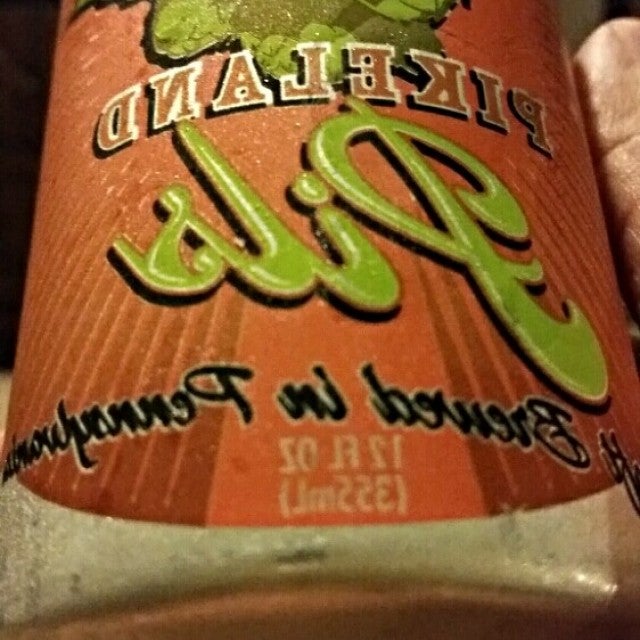 PIKELAND
Pils
Brewed in Pennsylvania
12 FL OZ
(355mL)